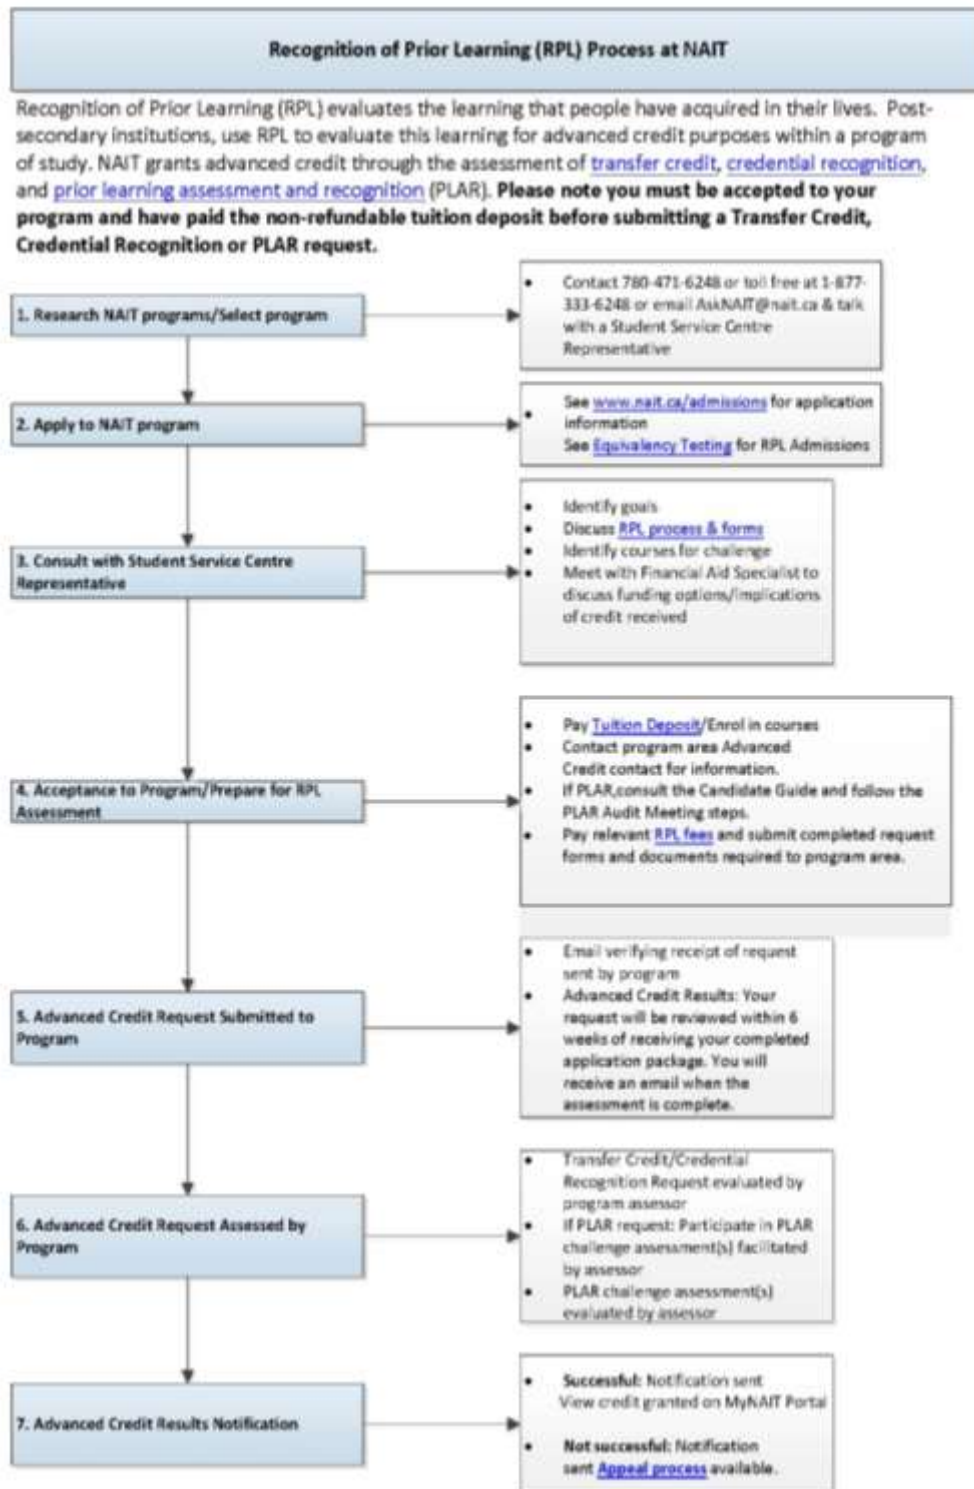 Recognition of Prior Learning (RPL) Process at NAIT
Recognition of Prior Learning (RPL) evaluates the learning that people have acquired in their lives. Post-
secondary institutions, use RPL to evaluate this learning for advanced credit purposes within a program
of study. NAIT grants advanced credit through the assessment of transfer credit, credential recognition,
and prior learning assessment and recognition (PLAR). Please note you must be accepted to your
program and have paid the non-refundable tuition deposit before submitting a Transfer Credit,
Credential Recognition or PLAR request.
1. Research NAIT programs/Select program
• Contact 780-471-6248 or toll free at 1-877-
333-6248 or email AskNAIT@nait.ca & talk
with a Student Service Centre
Representative
2. Apply to NAIT program
• See www.nait.ca/admissions for application
information
See Equivalency Testing for RPL Admissions
3. Consult with Student Service Centre
Representative
• Identify goals
• Discuss RPL process & forms
• Identify courses for challenge
• Meet with Financial Aid Specialist to
discuss funding options/implications
of credit received
4. Acceptance to Program/Prepare for RPL
Assessment
• Pay Tuition Deposit/Enrol in courses
• Contact program area Advanced
Credit contact for information.
• If PLAR,consult the Candidate Guide and follow the
PLAR Audit Meeting steps.
• Pay relevant RPL fees and submit completed request
forms and documents required to program area.
5. Advanced Credit Request Submitted to
Program
• Email verifying receipt of request
sent by program
• Advanced Credit Results: Your
request will be reviewed within 6
weeks of receiving your completed
application package. You will
receive an email when the
assessment is complete.
6. Advanced Credit Request Assessed by
Program
• Transfer Credit/Credential
Recognition Request evaluated by
program assessor
• If PLAR request: Participate in PLAR
challenge assessment(s) facilitated
by assessor
• PLAR challenge assessment(s)
evaluated by assessor
7. Advanced Credit Results Notification
• Successful: Notification sent
View credit granted on MyNAIT Portal
• Not successful: Notification
sent Appeal process available.